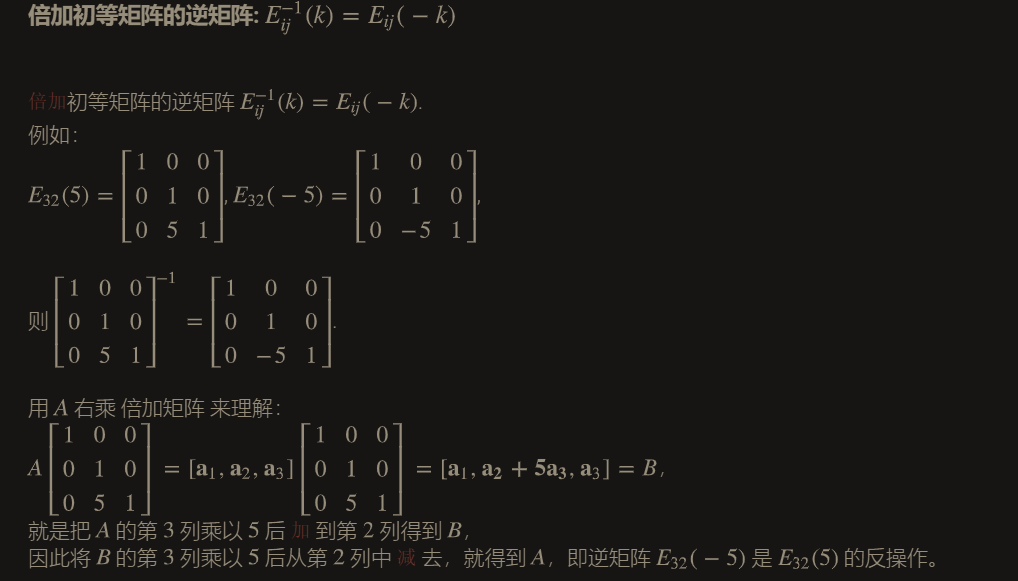 倍加初等矩阵的逆矩阵: $E_{ij}^{-1}(k) = E_{ij}(-k)$
倍加初等矩阵的逆矩阵 $E_{ij}^{-1}(k) = E_{ij}(-k)$.
例如：
$E_{32}(5) = \begin{bmatrix} 1 & 0 & 0 \\ 0 & 1 & 0 \\ 0 & 5 & 1 \end{bmatrix}, E_{32}(-5) = \begin{bmatrix} 1 & 0 & 0 \\ 0 & 1 & 0 \\ 0 & -5 & 1 \end{bmatrix},$
则 $\begin{bmatrix} 1 & 0 & 0 \\ 0 & 1 & 0 \\ 0 & 5 & 1 \end{bmatrix}^{-1} = \begin{bmatrix} 1 & 0 & 0 \\ 0 & 1 & 0 \\ 0 & -5 & 1 \end{bmatrix}.$
用 $A$ 右乘 倍加矩阵 来理解：
$A \begin{bmatrix} 1 & 0 & 0 \\ 0 & 1 & 0 \\ 0 & 5 & 1 \end{bmatrix} = [\mathbf{a}_1, \mathbf{a}_2, \mathbf{a}_3] \begin{bmatrix} 1 & 0 & 0 \\ 0 & 1 & 0 \\ 0 & 5 & 1 \end{bmatrix} = [\mathbf{a}_1, \mathbf{a_2 + 5a_3}, \mathbf{a}_3] = B,$
就是把 $A$ 的第 3 列乘以 5 后 加 到第 2 列得到 $B$，
因此将 $B$ 的第 3 列乘以 5 后从第 2 列中 减 去，就得到 $A$，即逆矩阵 $E_{32}(-5)$ 是 $E_{32}(5)$ 的反操作。